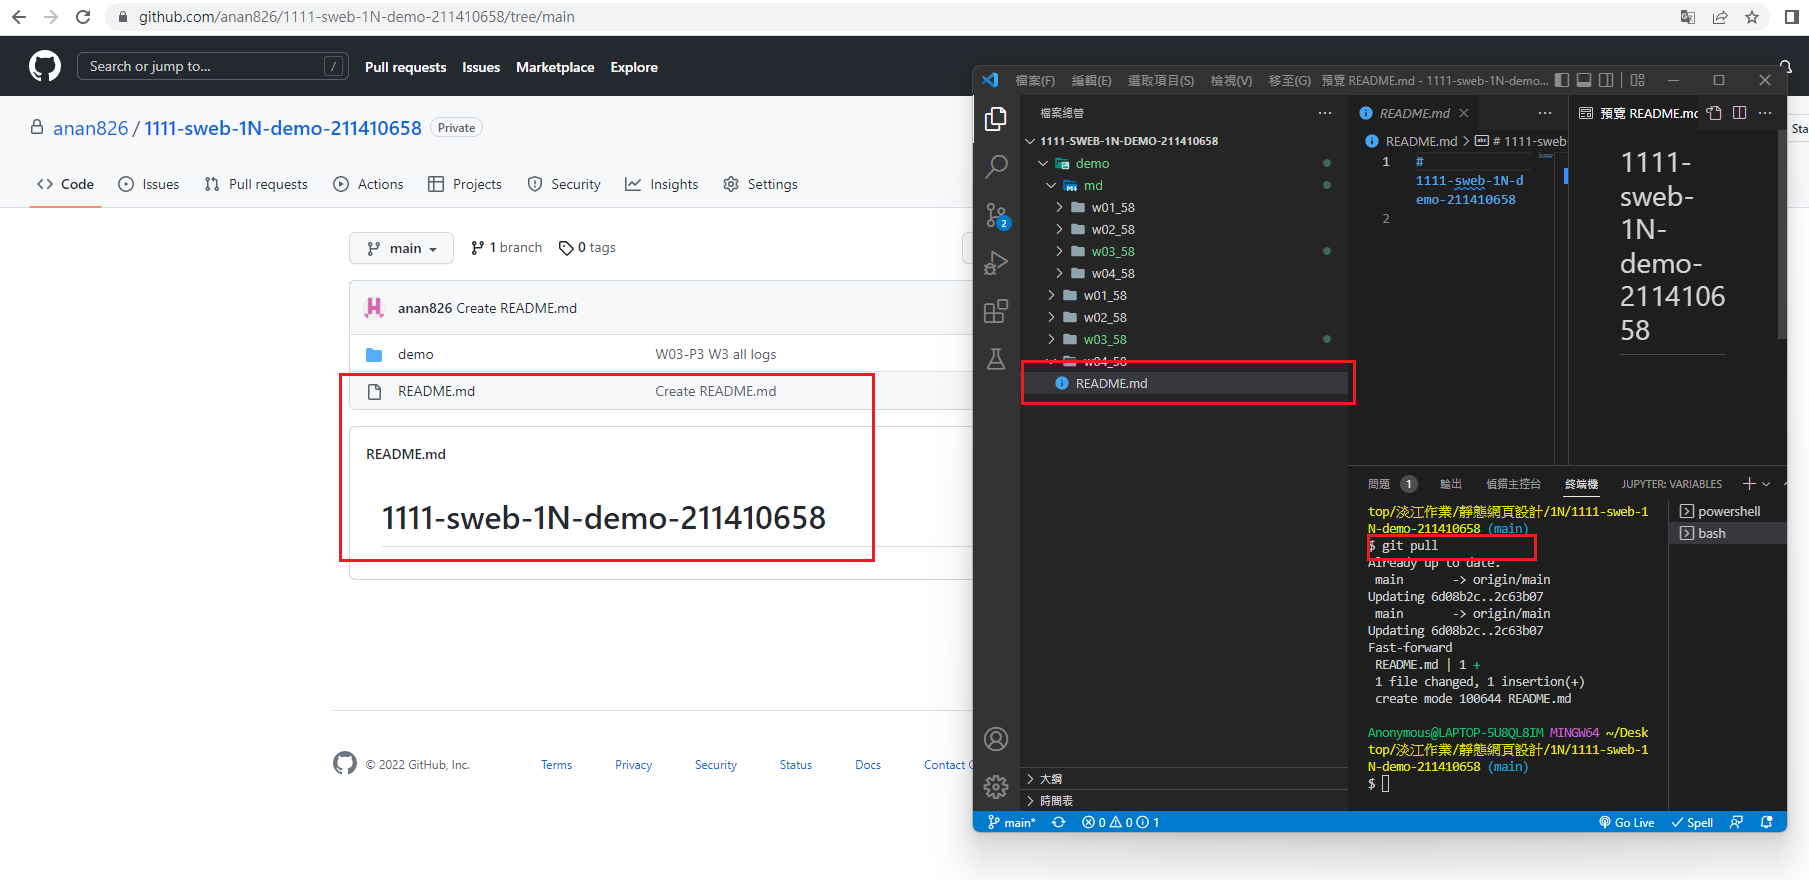 github.com/anan826/1111-sweb-1N-demo-211410658/tree/main
Search or jump to...
/
Pull requests
Issues
Marketplace
Explore
anan826 / 1111-sweb-1N-demo-211410658
Private
Sta
Code
Issues
Pull requests
Actions
Projects
Security
Insights
Settings
main
1 branch
0 tags
anan826 Create README.md
demo
W03-P3 W3 all logs
README.md
Create README.md
README.md
1111-sweb-1N-demo-211410658
© 2022 GitHub, Inc.
Terms
Privacy
Security
Status
Docs
Contact G
檔案(F)
編輯(E)
選取項目(S)
檢視(V)
移至(G)
預覽 README.md - 1111-sweb-1N-demo...
檔案總管
1111-SWEB-1N-DEMO-211410658
demo
md
w01_58
w02_58
w03_58
w04_58
w01_58
w02_58
w03_58
w04_58
README.md
2
大綱
時間表
README.md
README.md > # 1111-sweb
1
#
1111-sweb-1N-d
emo-211410658
2
預覽 README.md
1111-
sweb-
1N-
demo-
2114106
58
問題 1
輸出
偵錯主控台
終端機
JUPYTER: VARIABLES
top/淡江作業/靜態網頁設計/1N/1111-sweb-1
N-demo-211410658 (main)
$ git pull
Already up to date.
main -> origin/main
Updating 6d08b2c..2c63b07
main -> origin/main
Updating 6d08b2c..2c63b07
Fast-forward
README.md | 1 +
1 file changed, 1 insertion(+)
create mode 100644 README.md
Anonymous@LAPTOP-5U8QL8IM MINGW64 ~/Desk
top/淡江作業/靜態網頁設計/1N/1111-sweb-1
N-demo-211410658 (main)
$
powershell
bash
main*
0
0
1
Go Live
Spell